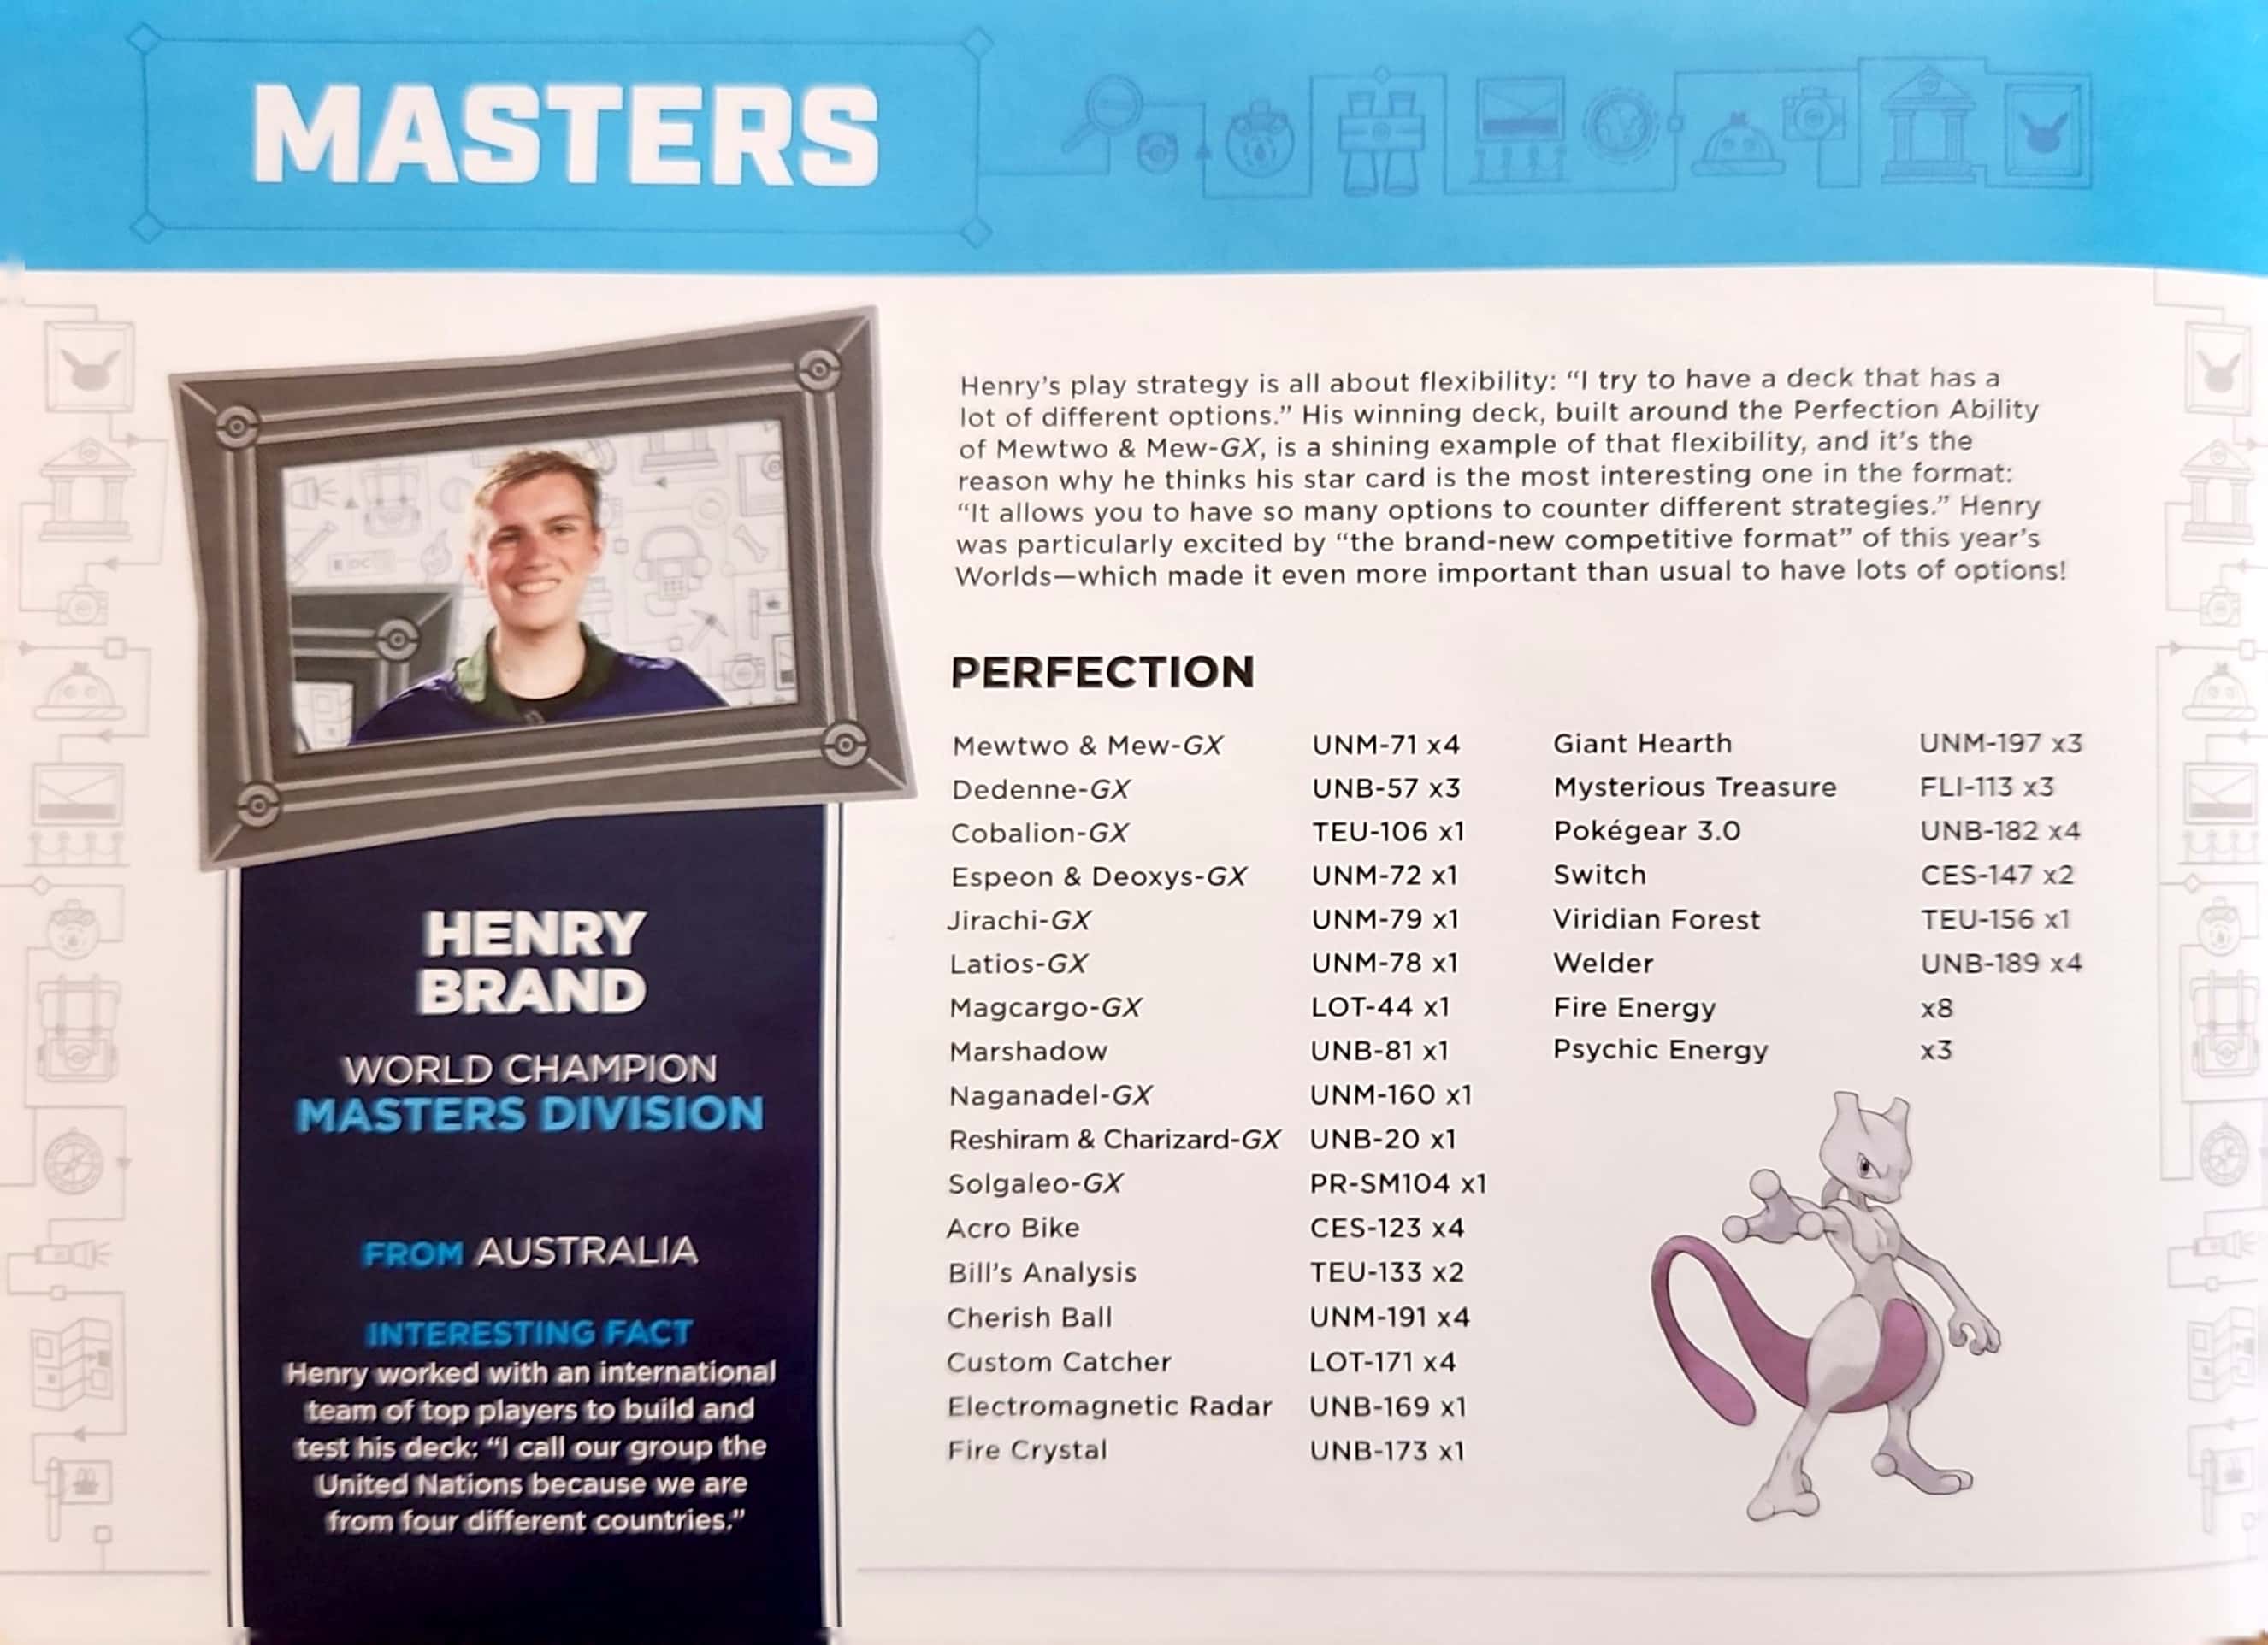 MASTERS
Henry's play strategy is all about flexibility: “I try to have a deck that has a
lot of different options.” His winning deck, built around the Perfection Ability
of Mewtwo & Mew-GX, is a shining example of that flexibility, and it's the
reason why he thinks his star card is the most interesting one in the format:
“It allows you to have so many options to counter different strategies.” Henry
was particularly excited by “the brand-new competitive format” of this year's
Worlds—which made it even more important than usual to have lots of options!
HENRY
BRAND
WORLD CHAMPION
MASTERS DIVISION
FROM AUSTRALIA
INTERESTING FACT
Henry worked with an international
team of top players to build and
test his deck: “I call our group the
United Nations because we are
from four different countries.”
PERFECTION
Mewtwo & Mew-GX UNM-71 x4
Dedenne-GX UNB-57 x3
Cobalion-GX TEU-106 x1
Espeon & Deoxys-GX UNM-72 x1
Jirachi-GX UNM-79 x1
Latios-GX UNM-78 x1
Magcargo-GX LOT-44 x1
Marshadow UNB-81 x1
Naganadel-GX UNM-160 x1
Reshiram & Charizard-GX UNB-20 x1
Solgaleo-GX PR-SM104 x1
Acro Bike CES-123 x4
Bill's Analysis TEU-133 x2
Cherish Ball UNM-191 x4
Custom Catcher LOT-171 x4
Electromagnetic Radar UNB-169 x1
Fire Crystal UNB-173 x1
Giant Hearth UNM-197 x3
Mysterious Treasure FLI-113 x3
Pokégear 3.0 UNB-182 x4
Switch CES-147 x2
Viridian Forest TEU-156 x1
Welder UNB-189 x4
Fire Energy x8
Psychic Energy x3